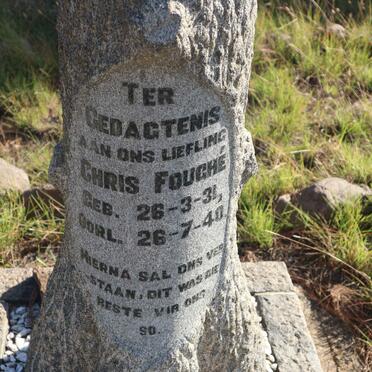 TER
GEDAGTENIS
AAN ONS LIEFLING
CHRIS FOUCHE
GEB. 26-3-31,
OORL. 26-7-40.
HIERNA SAL ONS VER
STAAN, DIT WAS DIE
BESTE VIR ONS
SO.